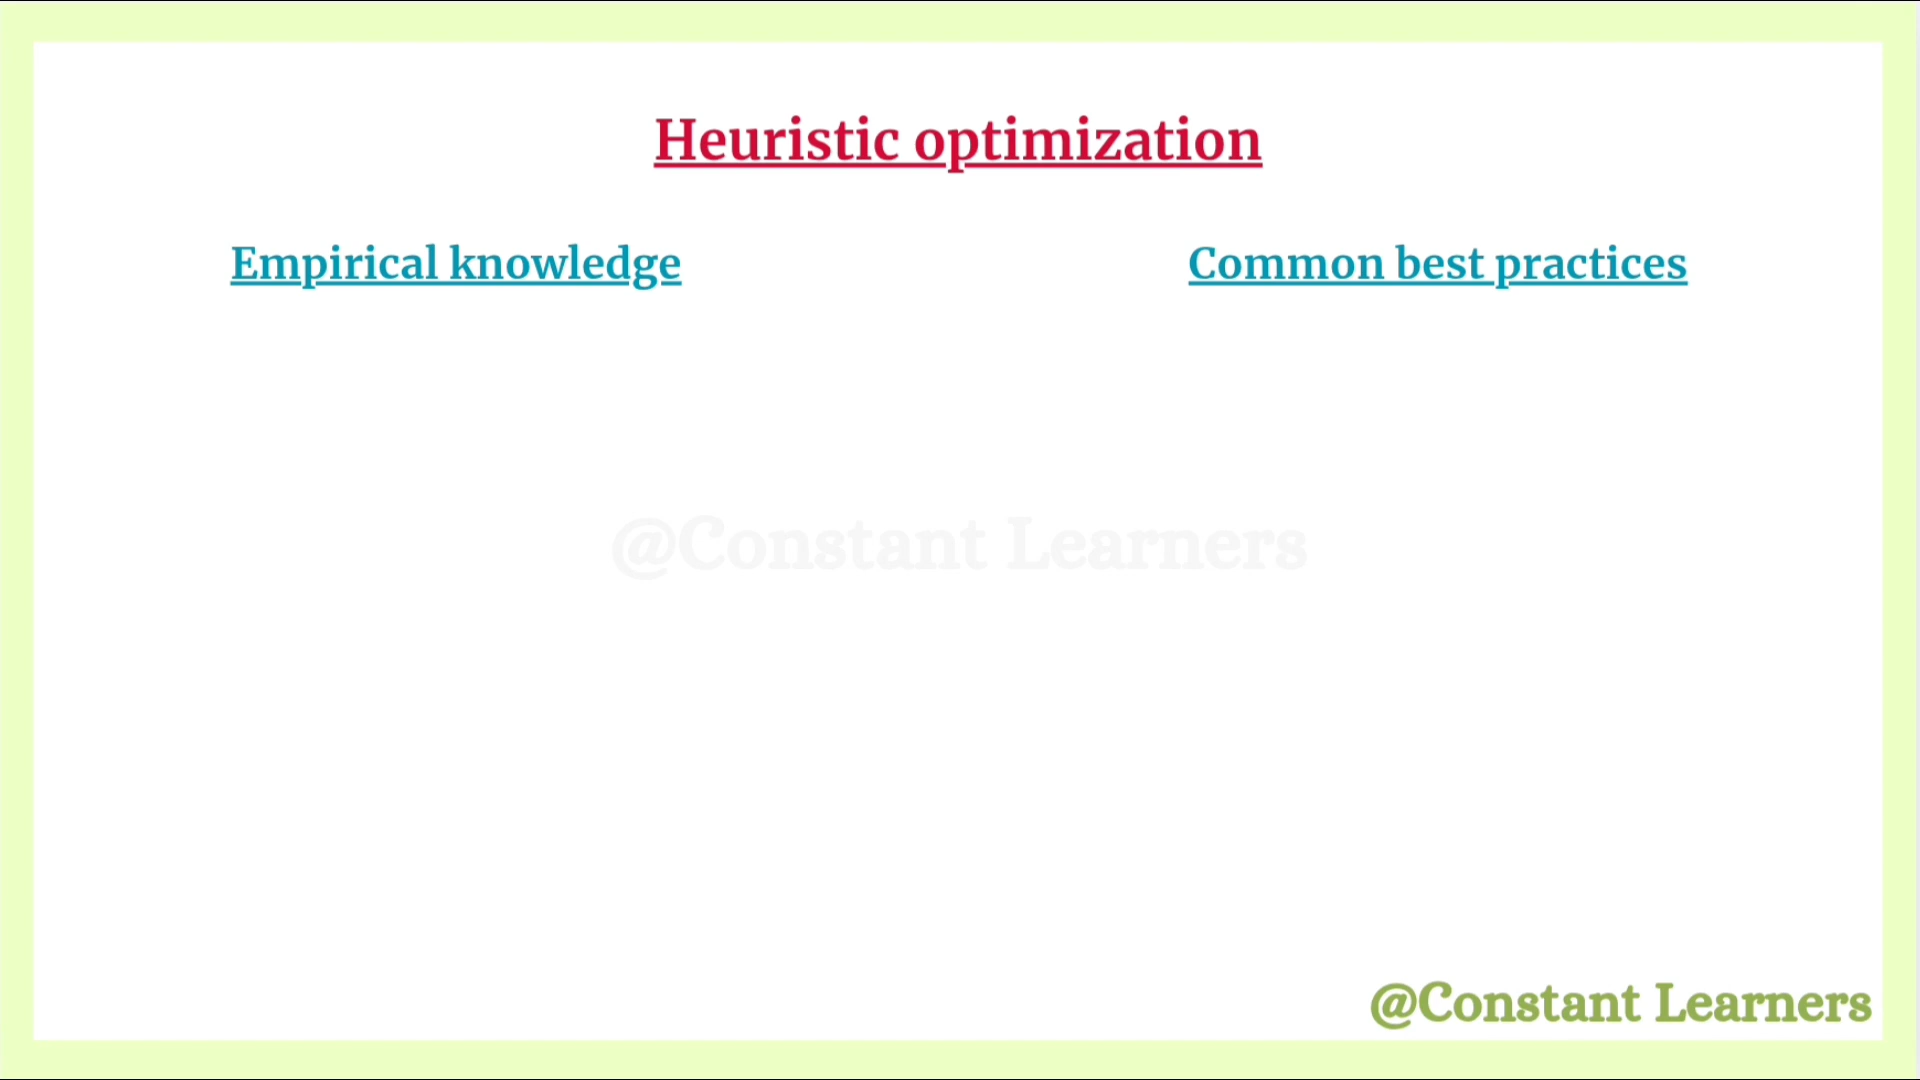 Heuristic optimization
Empirical knowledge
Common best practices
@Constant Learners
@Constant Learners